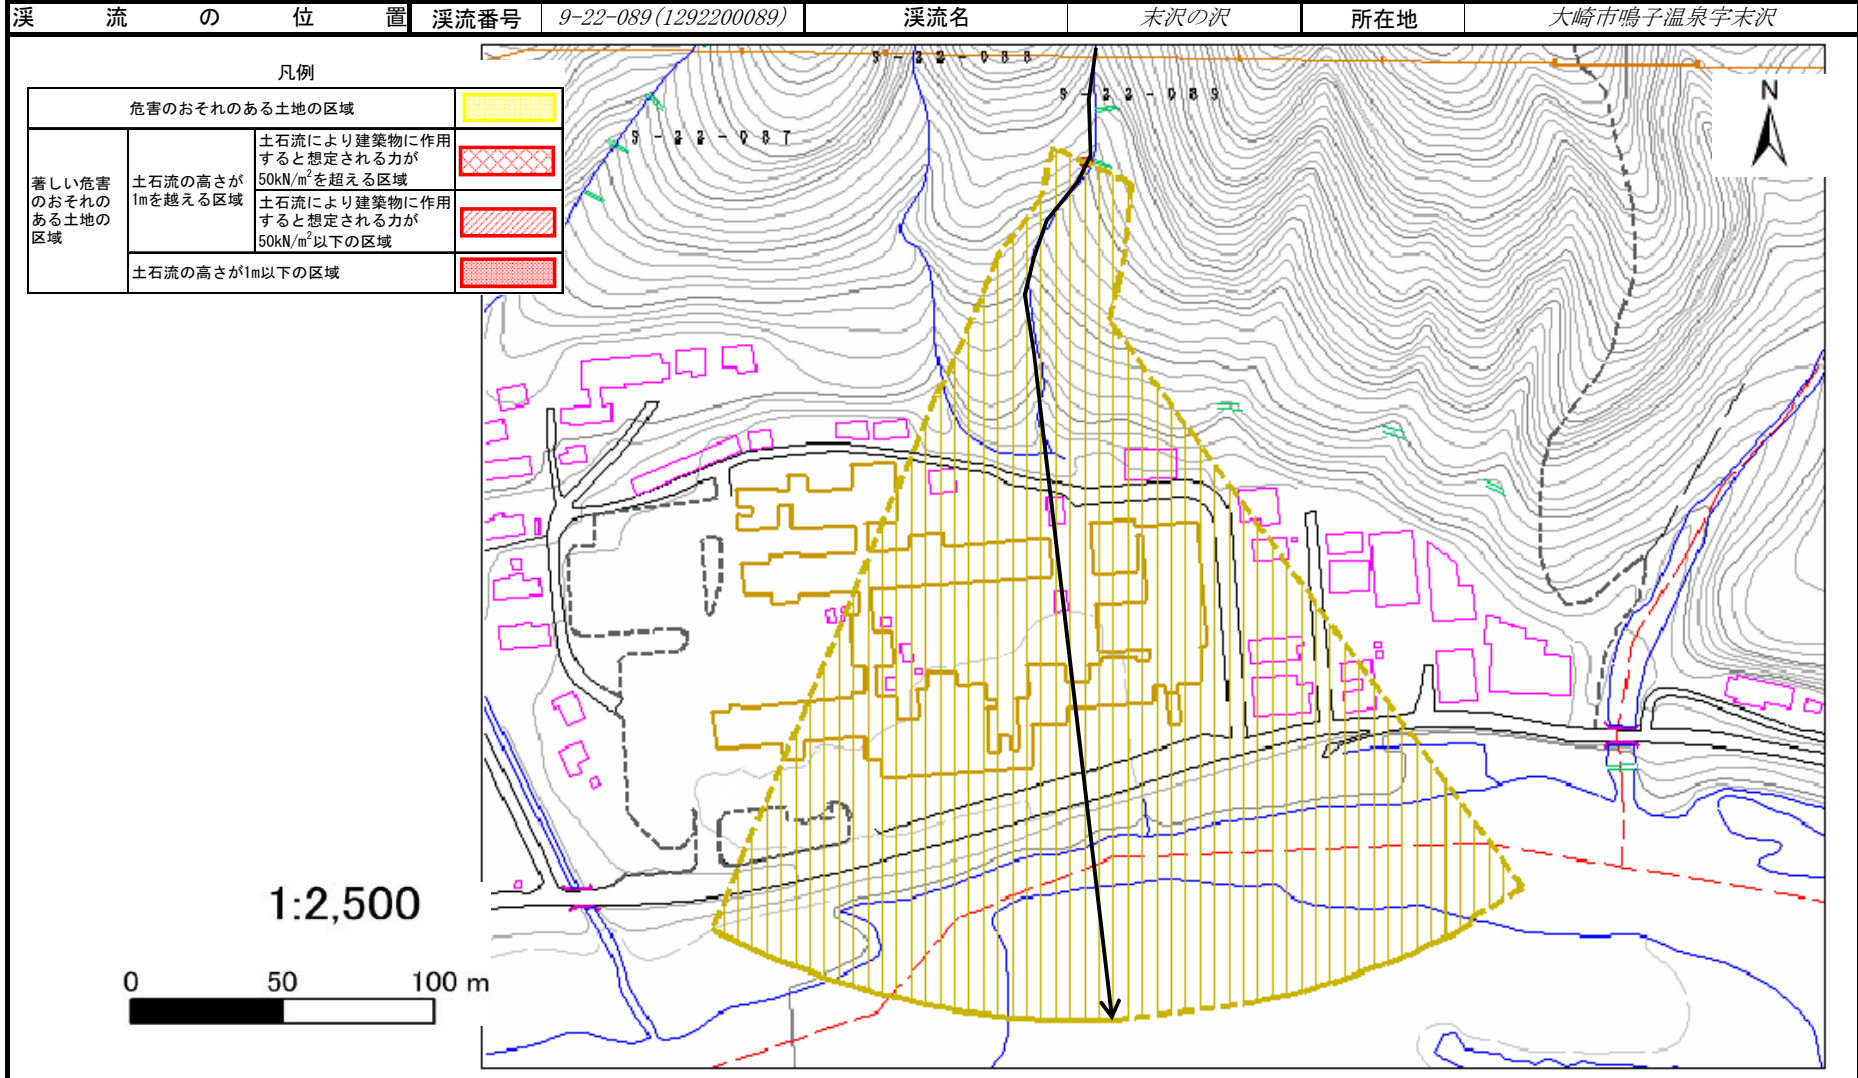 渓流の位置 渓流番号 9-22-089(1292200089) 渓流名 末沢の沢 所在地 大崎市鳴子温泉字末沢
9-22-088
9-22-089
9-22-087
N
凡例
危害のおそれのある土地の区域
著しい危害
のおそれの
ある土地の
区域
土石流の高さが
1mを越える区域
土石流により建築物に作用
すると想定される力が
50kN/m²を超える区域
土石流により建築物に作用
すると想定される力が
50kN/m²以下の区域
土石流の高さが1m以下の区域
1:2,500
0 50 100 m